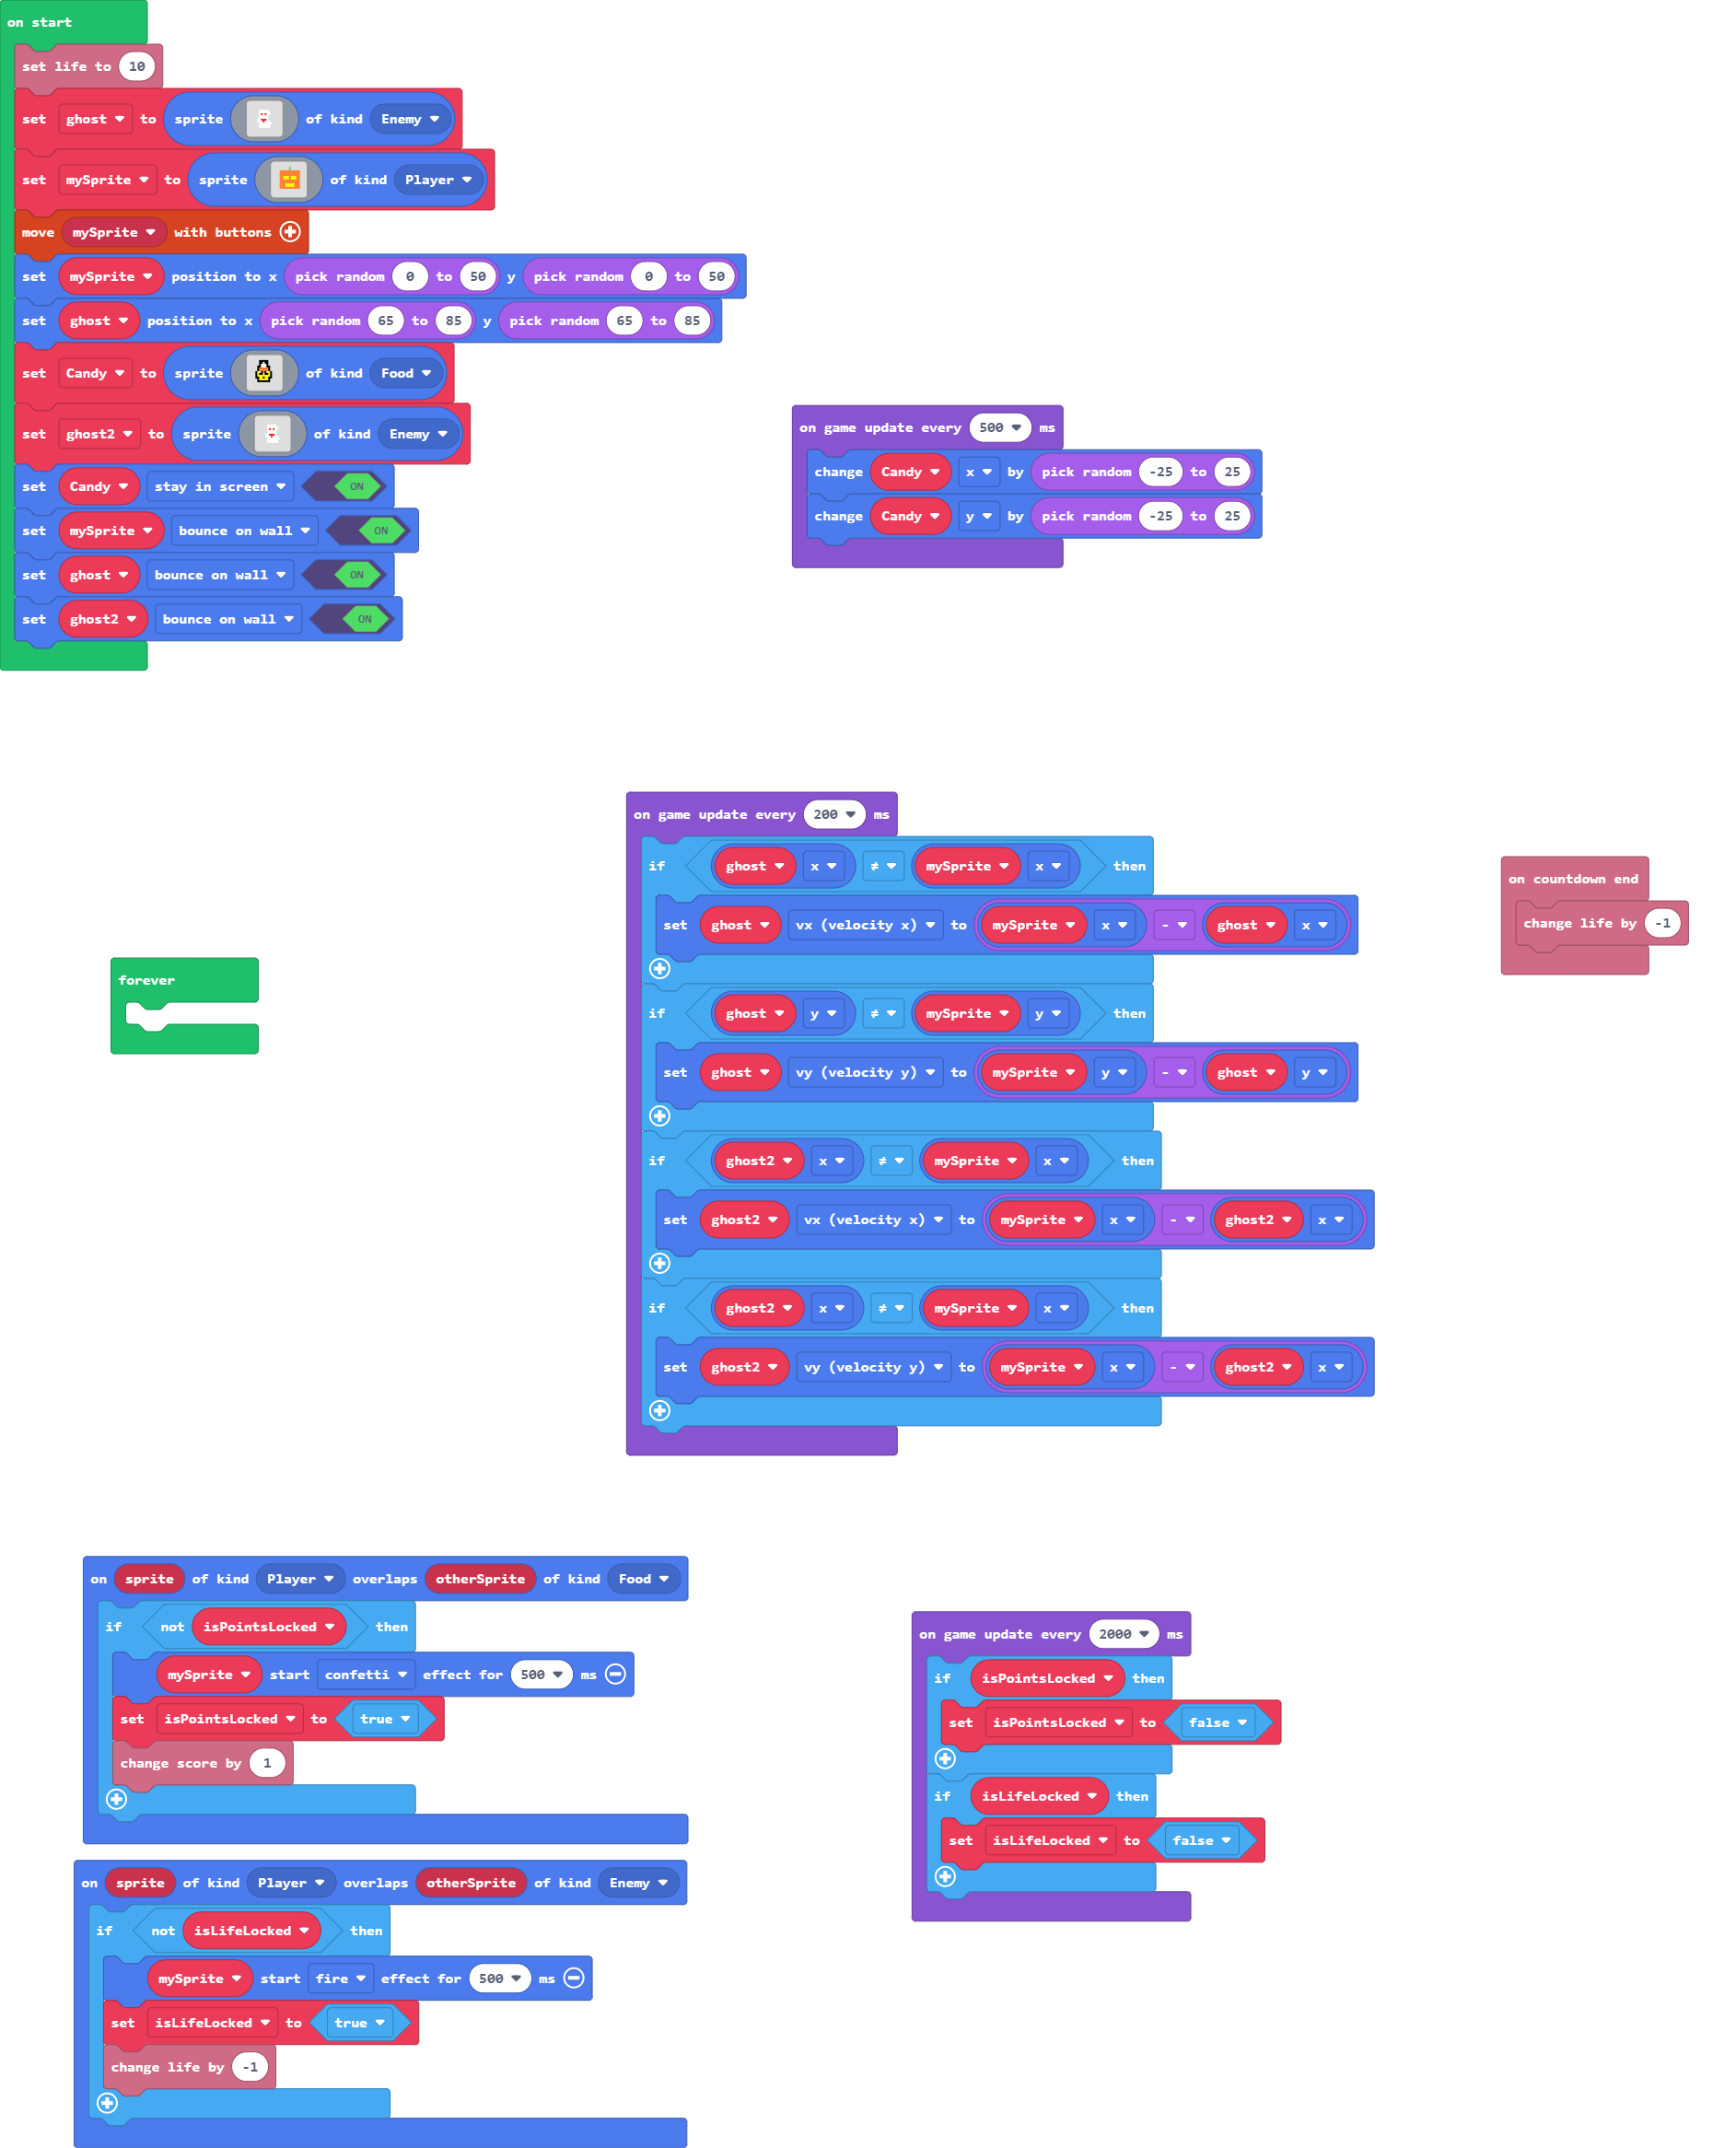 on start
set life to 10
set ghost to sprite of kind Enemy
set mySprite to sprite of kind Player
move mySprite with buttons
set mySprite position to x pick random 0 to 50 y pick random 0 to 50
set ghost position to x pick random 65 to 85 y pick random 65 to 85
set Candy to sprite of kind Food
set ghost2 to sprite of kind Enemy
set Candy stay in screen ON
set mySprite bounce on wall ON
set ghost bounce on wall ON
set ghost2 bounce on wall ON
on game update every 500 ms
change Candy x by pick random -25 to 25
change Candy y by pick random -25 to 25
forever
on game update every 200 ms
if ghost x ≠ mySprite x then
set ghost vx (velocity x) to mySprite x - ghost x
if ghost y ≠ mySprite y then
set ghost vy (velocity y) to mySprite y - ghost y
if ghost2 x ≠ mySprite x then
set ghost2 vx (velocity x) to mySprite x - ghost2 x
if ghost2 x ≠ mySprite x then
set ghost2 vy (velocity y) to mySprite x - ghost2 x
on countdown end
change life by -1
on sprite of kind Player overlaps otherSprite of kind Food
if not isPointsLocked then
mySprite start confetti effect for 500 ms
set isPointsLocked to true
change score by 1
on sprite of kind Player overlaps otherSprite of kind Enemy
if not isLifeLocked then
mySprite start fire effect for 500 ms
set isLifeLocked to true
change life by -1
on game update every 2000 ms
if isPointsLocked then
set isPointsLocked to false
if isLifeLocked then
set isLifeLocked to false